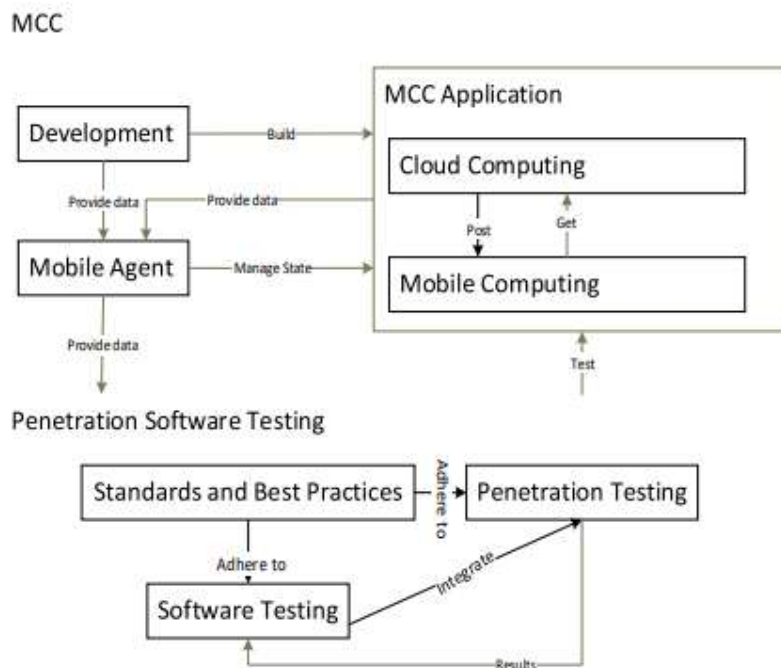 MCC
MCC Application
Development
Build
Cloud Computing
Provide data
Provide data
Post
Get
Mobile Agent
Manage State
Mobile Computing
Provide data
Test
Penetration Software Testing
Standards and Best Practices
Adhere to
Penetration Testing
Adhere to
Integrate
Software Testing
Results